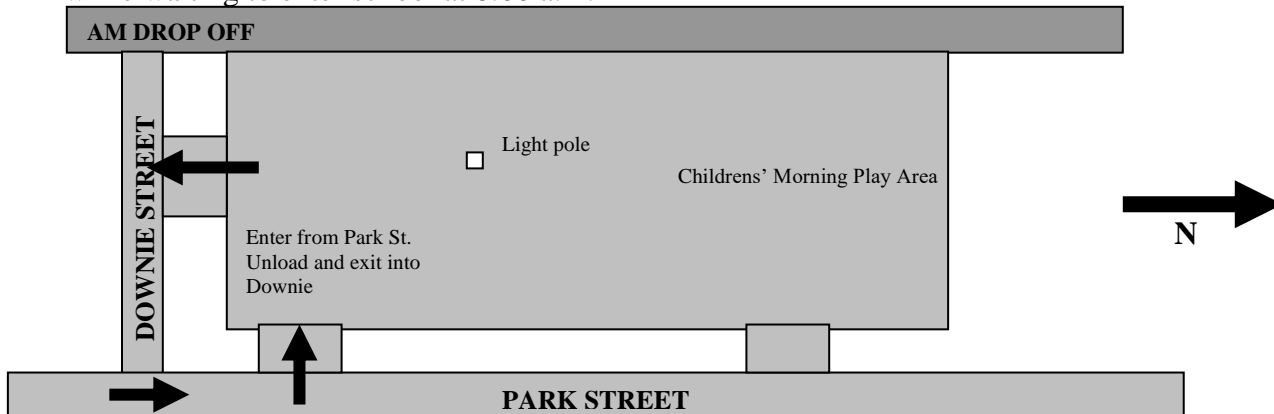 AM DROP OFF
DOWNIE STREET
Light pole
Childrens’ Morning Play Area
N
Enter from Park St.
Unload and exit into
Downie
PARK STREET